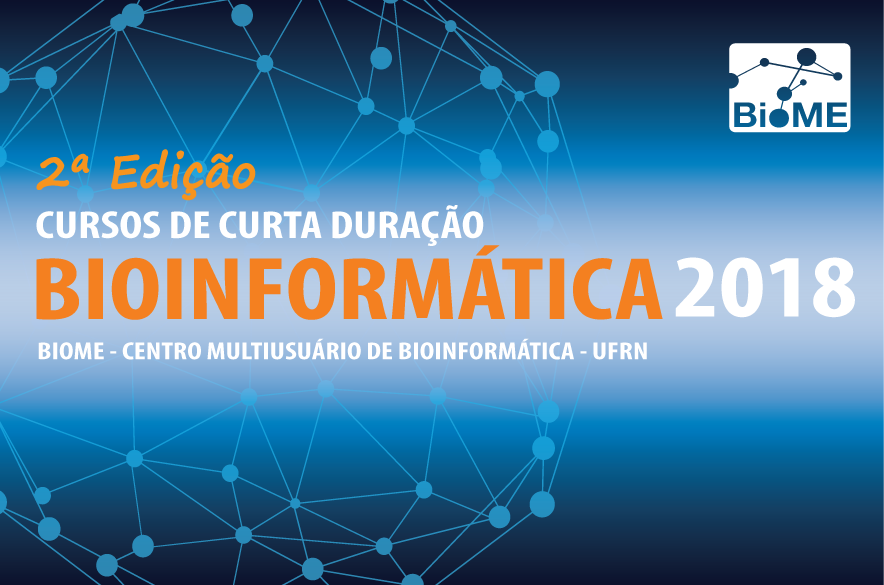 BiOME
2ª Edição
CURSOS DE CURTA DURAÇÃO
BIOINFORMÁTICA 2018
BIOME - CENTRO MULTIUSUÁRIO DE BIOINFORMÁTICA - UFRN